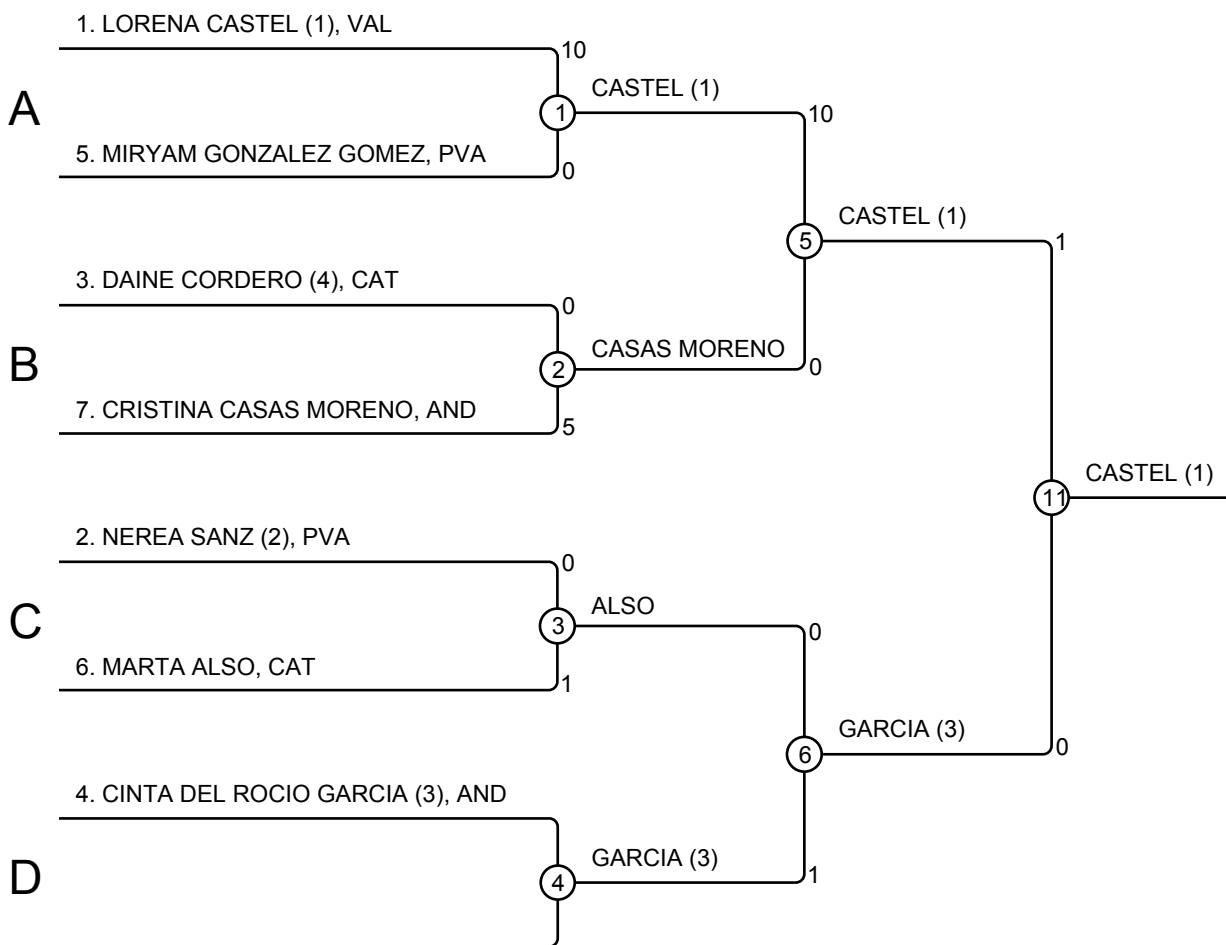 1. LORENA CASTEL (1), VAL
10
A
1
CASTEL (1)
10
5. MIRYAM GONZALEZ GOMEZ, PVA
0
5
CASTEL (1)
1
3. DAINE CORDERO (4), CAT
0
B
2
CASAS MORENO
0
7. CRISTINA CASAS MORENO, AND
5
11
CASTEL (1)
2. NEREA SANZ (2), PVA
0
C
3
ALSO
0
6. MARTA ALSO, CAT
1
6
GARCIA (3)
0
4. CINTA DEL ROCIO GARCIA (3), AND
D
4
GARCIA (3)
1